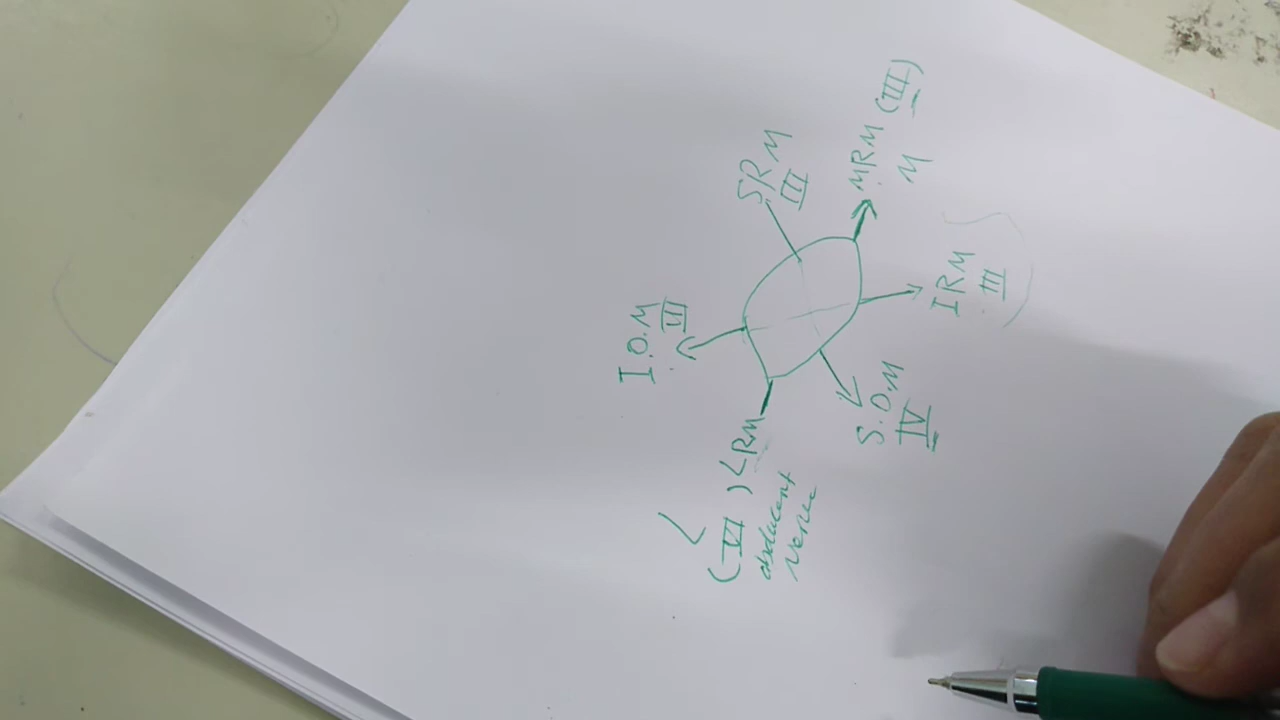 I.O.M
III
SRM
III
MRM (III)
M
L
(VI) LRM
abducent
nerve
S.O.M
IV
IRM
III